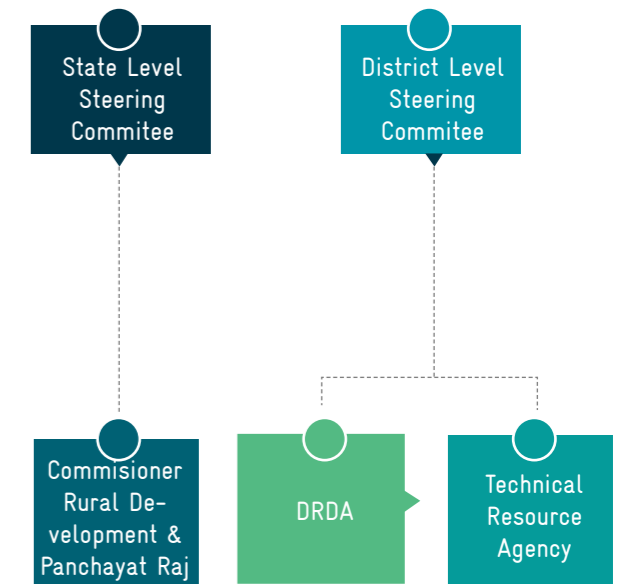 State Level
Steering
Commitee
District Level
Steering
Commitee
Commisioner
Rural De-
velopment &
Panchayat Raj
DRDA
Technical
Resource
Agency